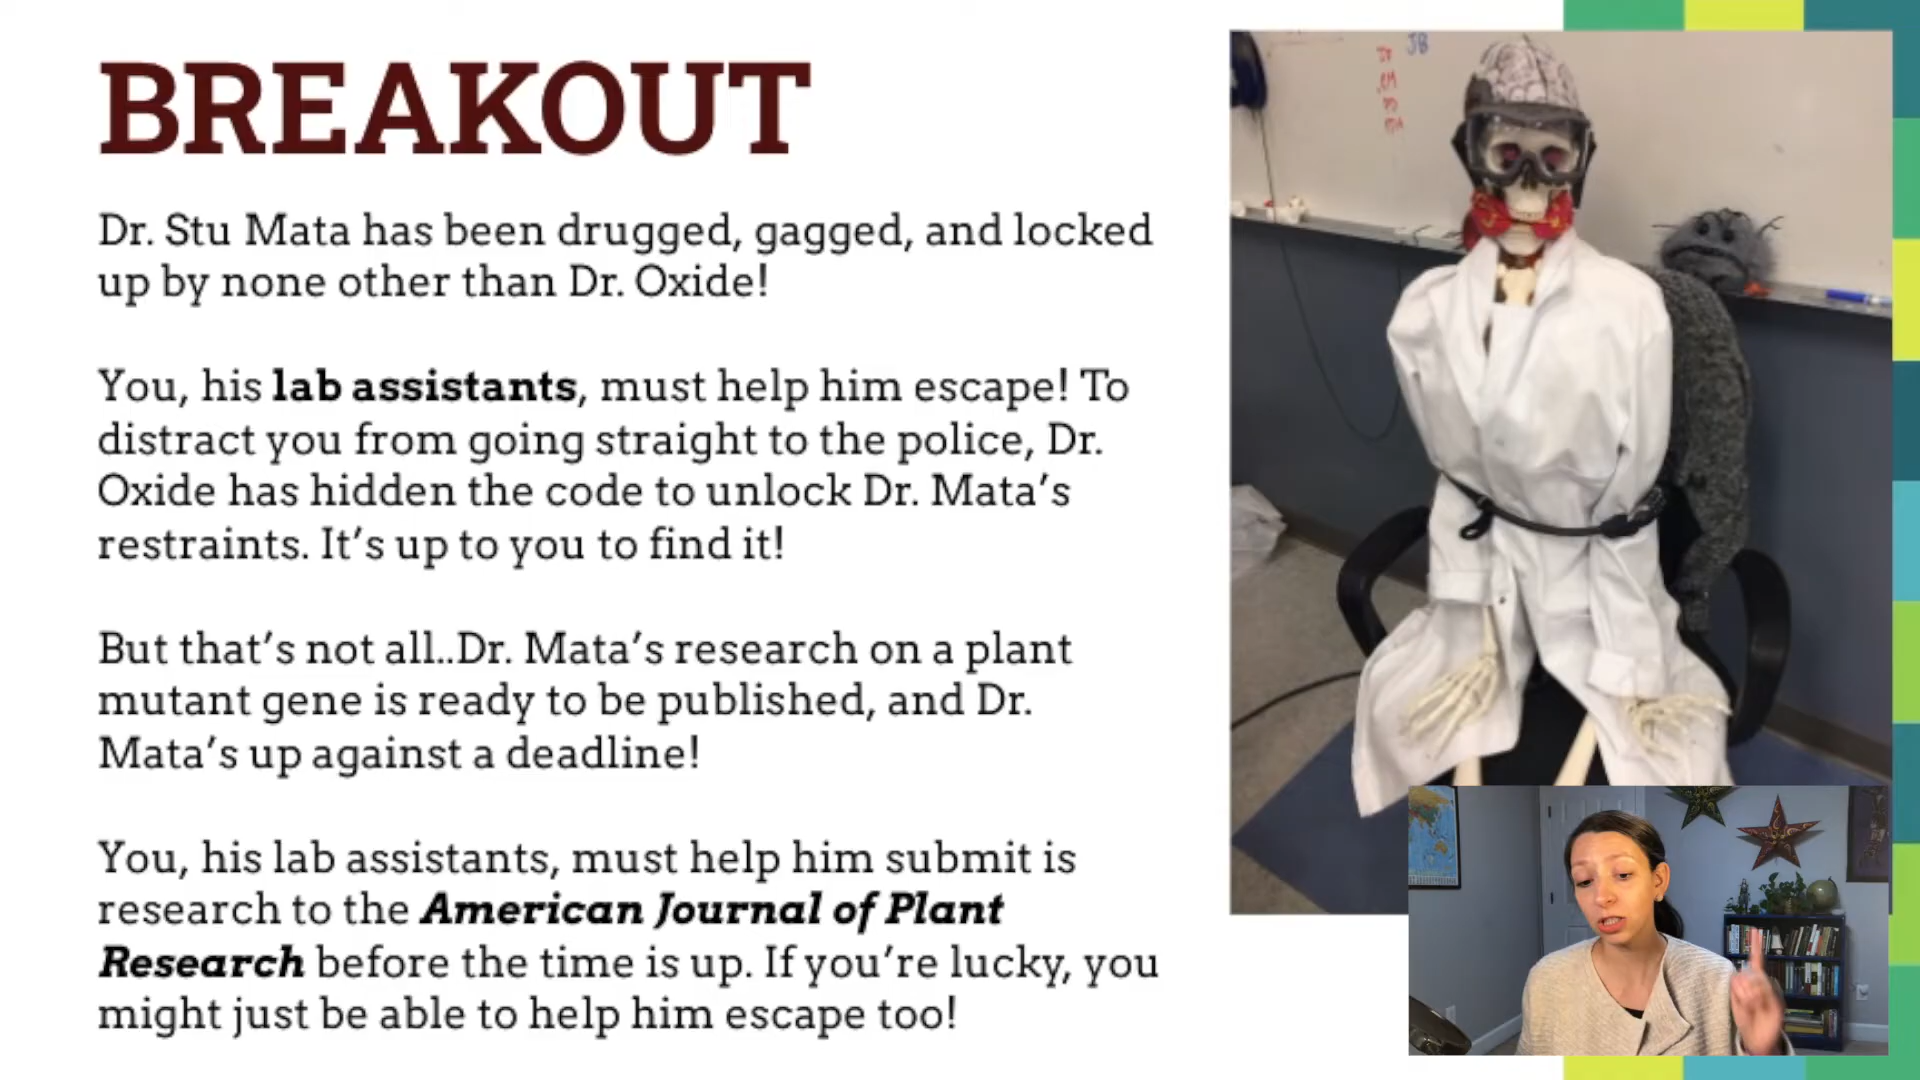 BREAKOUT
Dr. Stu Mata has been drugged, gagged, and locked
up by none other than Dr. Oxide!
You, his lab assistants, must help him escape! To
distract you from going straight to the police, Dr.
Oxide has hidden the code to unlock Dr. Mata's
restraints. It's up to you to find it!
But that's not all..Dr. Mata's research on a plant
mutant gene is ready to be published, and Dr.
Mata's up against a deadline!
You, his lab assistants, must help him submit is
research to the American Journal of Plant
Research before the time is up. If you're lucky, you
might just be able to help him escape too!
JB